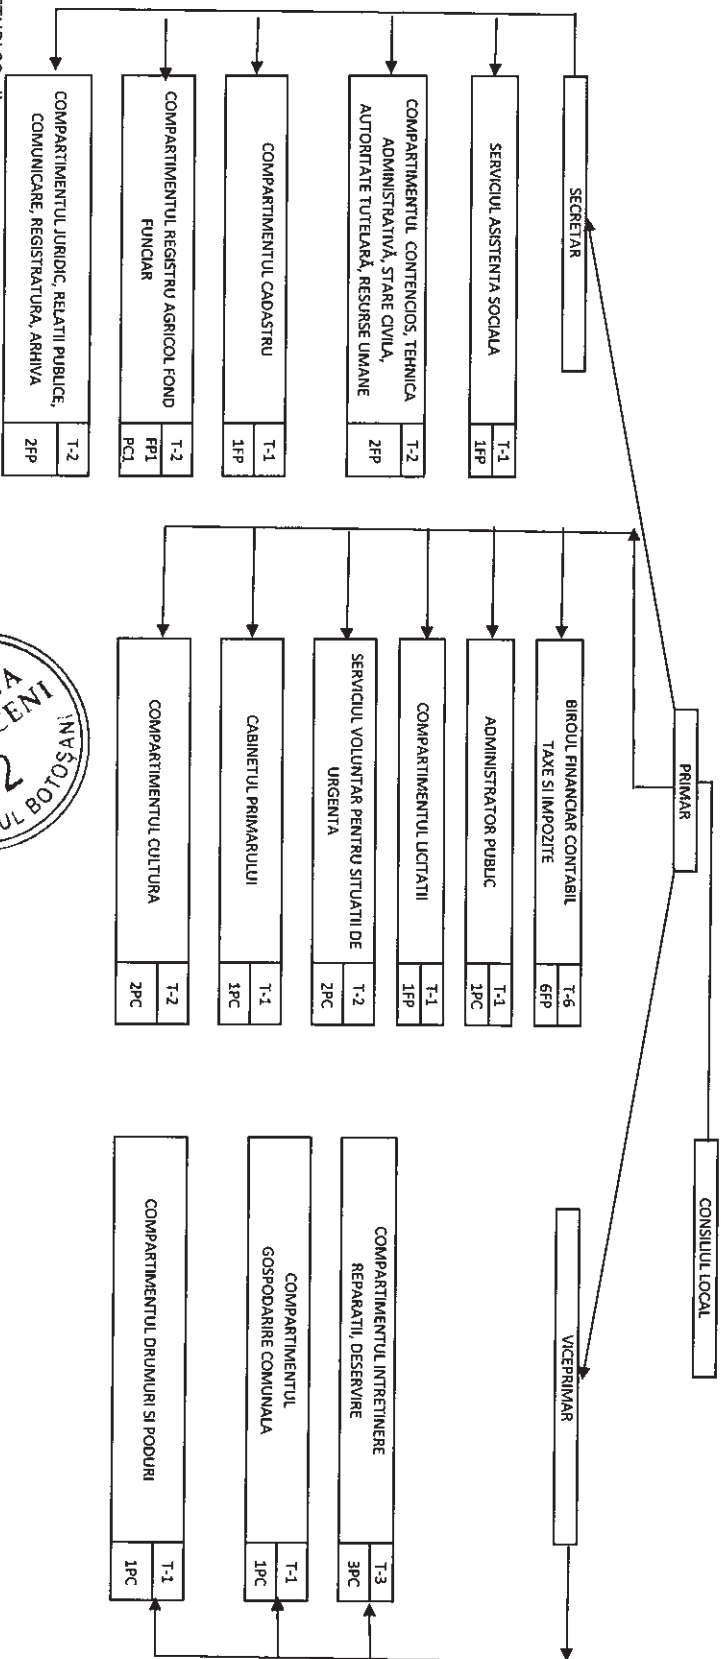 CONSILIUL LOCAL
PRIMAR
SECRETAR
VICEPRIMAR
SERVICIUL ASISTENTA SOCIALA
T-1
1FP
COMPARTIMENTUL CONTENCIOS, TEHNICA
ADMINISTRATIVĂ, STARE CIVILA,
AUTORITATE TUTELARĂ, RESURSE UMANE
T-2
2FP
COMPARTIMENTUL CADASTRU
T-1
1FP
COMPARTIMENTUL REGISTRU AGRICOL FOND
FUNCIAR
T-2
FP1
PC1
COMPARTIMENTUL JURIDIC, RELATII PUBLICE,
COMUNICARE, REGISTRATURA, ARHIVA
T-2
2FP
BIROUL FINANCIAR CONTABIL
TAXE SI IMPOZITE
T-6
6FP
ADMINISTRATOR PUBLIC
T-1
1PC
COMPARTIMENTUL LICITATII
T-1
1FP
SERVICIUL VOLUNTAR PENTRU SITUATII DE
URGENTA
T-2
2PC
CABINETUL PRIMARULUI
T-1
1PC
COMPARTIMENTUL CULTURA
T-2
2PC
COMPARTIMENTUL INTRETINERE
REPARATII, DESERVIRE
T-3
3PC
COMPARTIMENTUL
GOSPODARIRE COMUNALA
T-1
1PC
COMPARTIMENTUL DRUMURI SI PODURI
T-1
1PC
2
BOTOȘANI